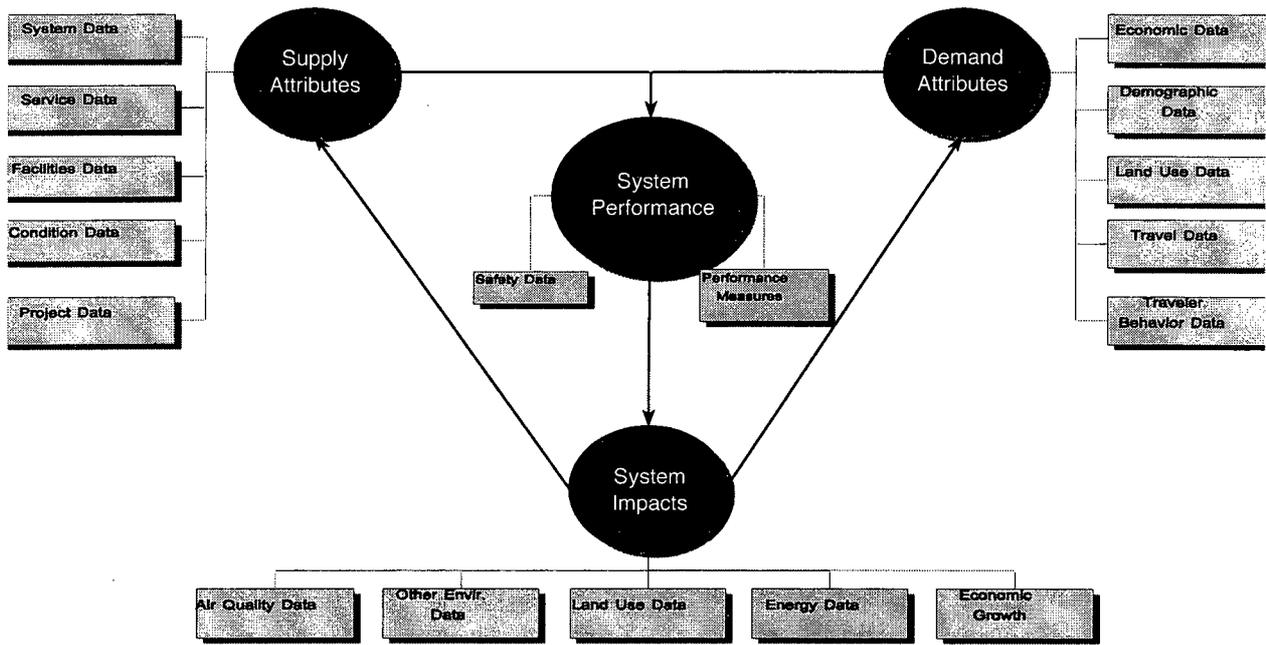 System Data
Service Data
Facilities Data
Condition Data
Project Data
Supply
Attributes
Demand
Attributes
Economic Data
Demographic
Data
Land Use Data
Travel Data
Traveler
Behavior Data
System
Performance
Safety Data
Performance
Measures
System
Impacts
Air Quality Data
Other Envir.
Data
Land Use Data
Energy Data
Economic
Growth